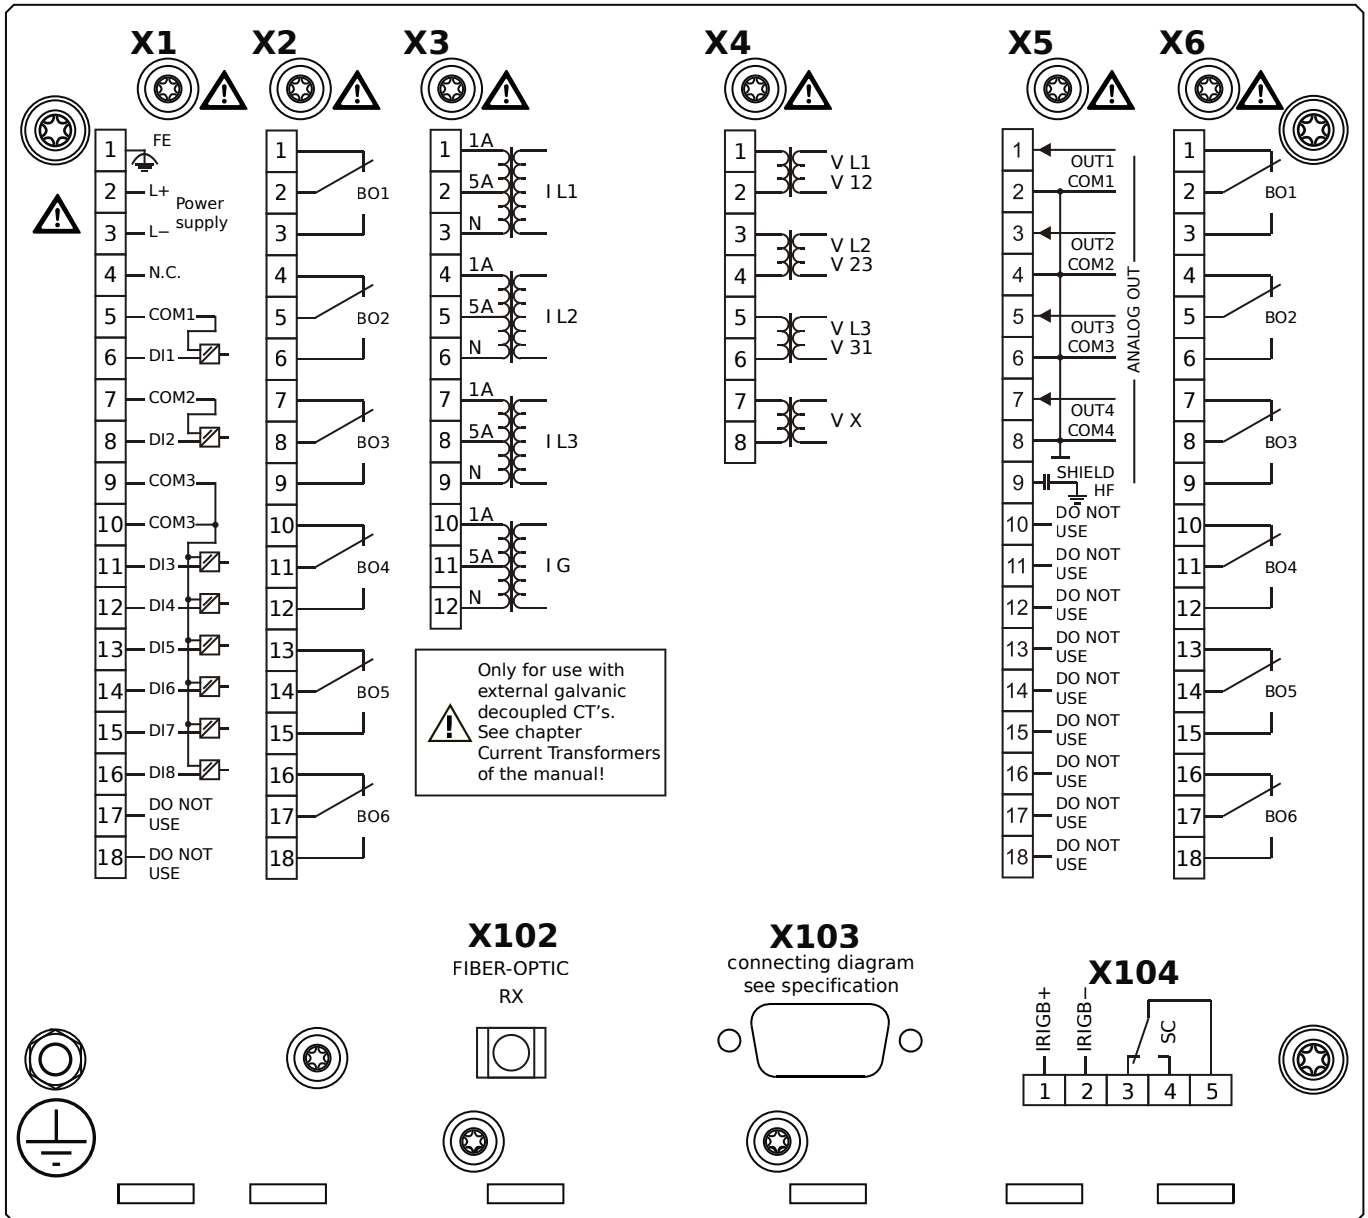 X1 X2 X3 X4 X5 X6
1 FE
2 L+
Power
supply
3 L−
4 N.C.
5 COM1
6 DI1
7 COM2
8 DI2
9 COM3
10 COM3
11 DI3
12 DI4
13 DI5
14 DI6
15 DI7
16 DI8
17 DO NOT
USE
18 DO NOT
USE
1
2 BO1
3
4
5 BO2
6
7
8 BO3
9
10
11 BO4
12
13
14 BO5
15
16
17 BO6
18
1 1A
2 5A I L1
3 N
4 1A
5 5A I L2
6 N
7 1A
8 5A I L3
9 N
10 1A
11 5A I G
12 N
Only for use with
external galvanic
decoupled CT's.
See chapter
Current Transformers
of the manual!
1 V L1
2 V 12
3 V L2
4 V 23
5 V L3
6 V 31
7 V X
8
1 OUT1
2 COM1
3 OUT2
4 COM2
5 OUT3
6 COM3
7 OUT4
8 COM4
ANALOG OUT
9 SHIELD
HF
10 DO NOT
USE
11 DO NOT
USE
12 DO NOT
USE
13 DO NOT
USE
14 DO NOT
USE
15 DO NOT
USE
16 DO NOT
USE
17 DO NOT
USE
18 DO NOT
USE
1
2 BO1
3
4
5 BO2
6
7
8 BO3
9
10
11 BO4
12
13
14 BO5
15
16
17 BO6
18
X102
FIBER-OPTIC
RX
X103
connecting diagram
see specification
X104
IRIGB+
IRIGB−
SC
1 2 3 4 5